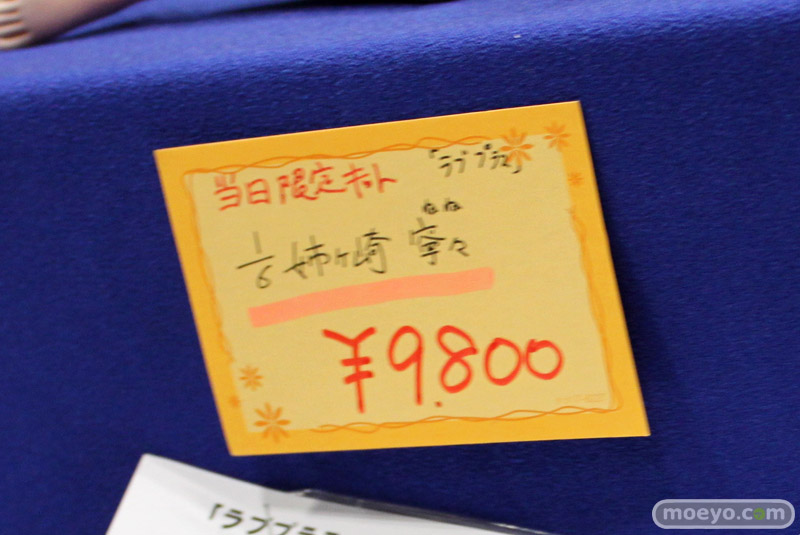 当日限定キット 「ラブプラス」
ねね
1/6 姉ヶ崎 寧々
¥9,800
「ラブプラス
moeyo.com